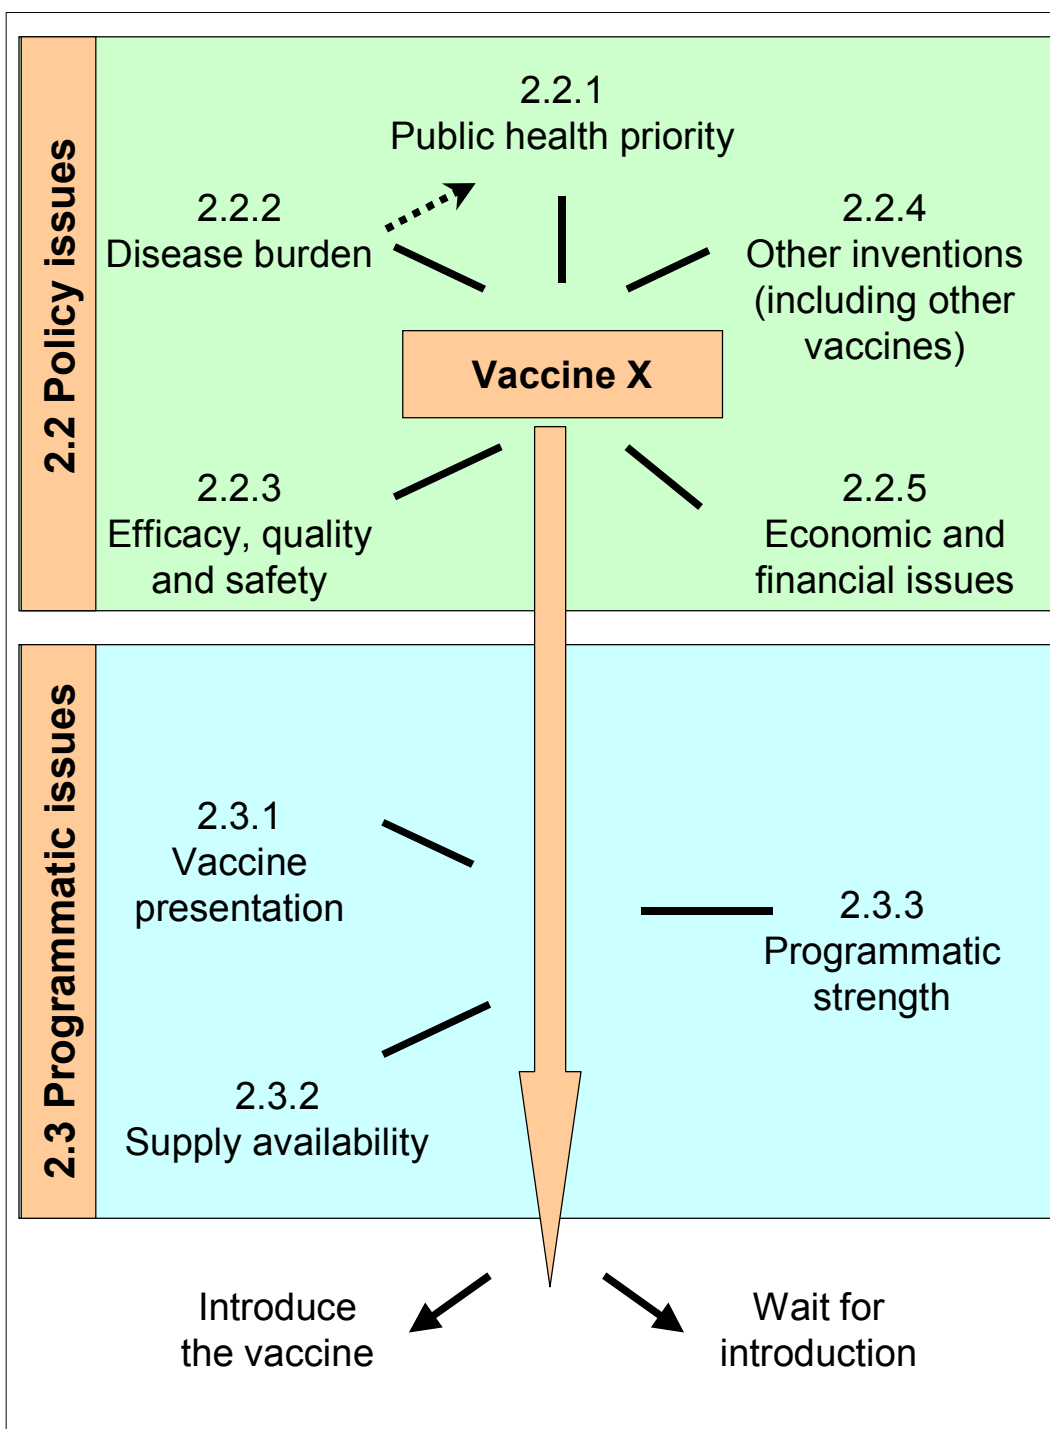 2.2 Policy issues
2.2.1
Public health priority
2.2.2
Disease burden
2.2.4
Other inventions
(including other
vaccines)
Vaccine X
2.2.3
Efficacy, quality
and safety
2.2.5
Economic and
financial issues
2.3 Programmatic issues
2.3.1
Vaccine
presentation
2.3.3
Programmatic
strength
2.3.2
Supply availability
Introduce
the vaccine
Wait for
introduction